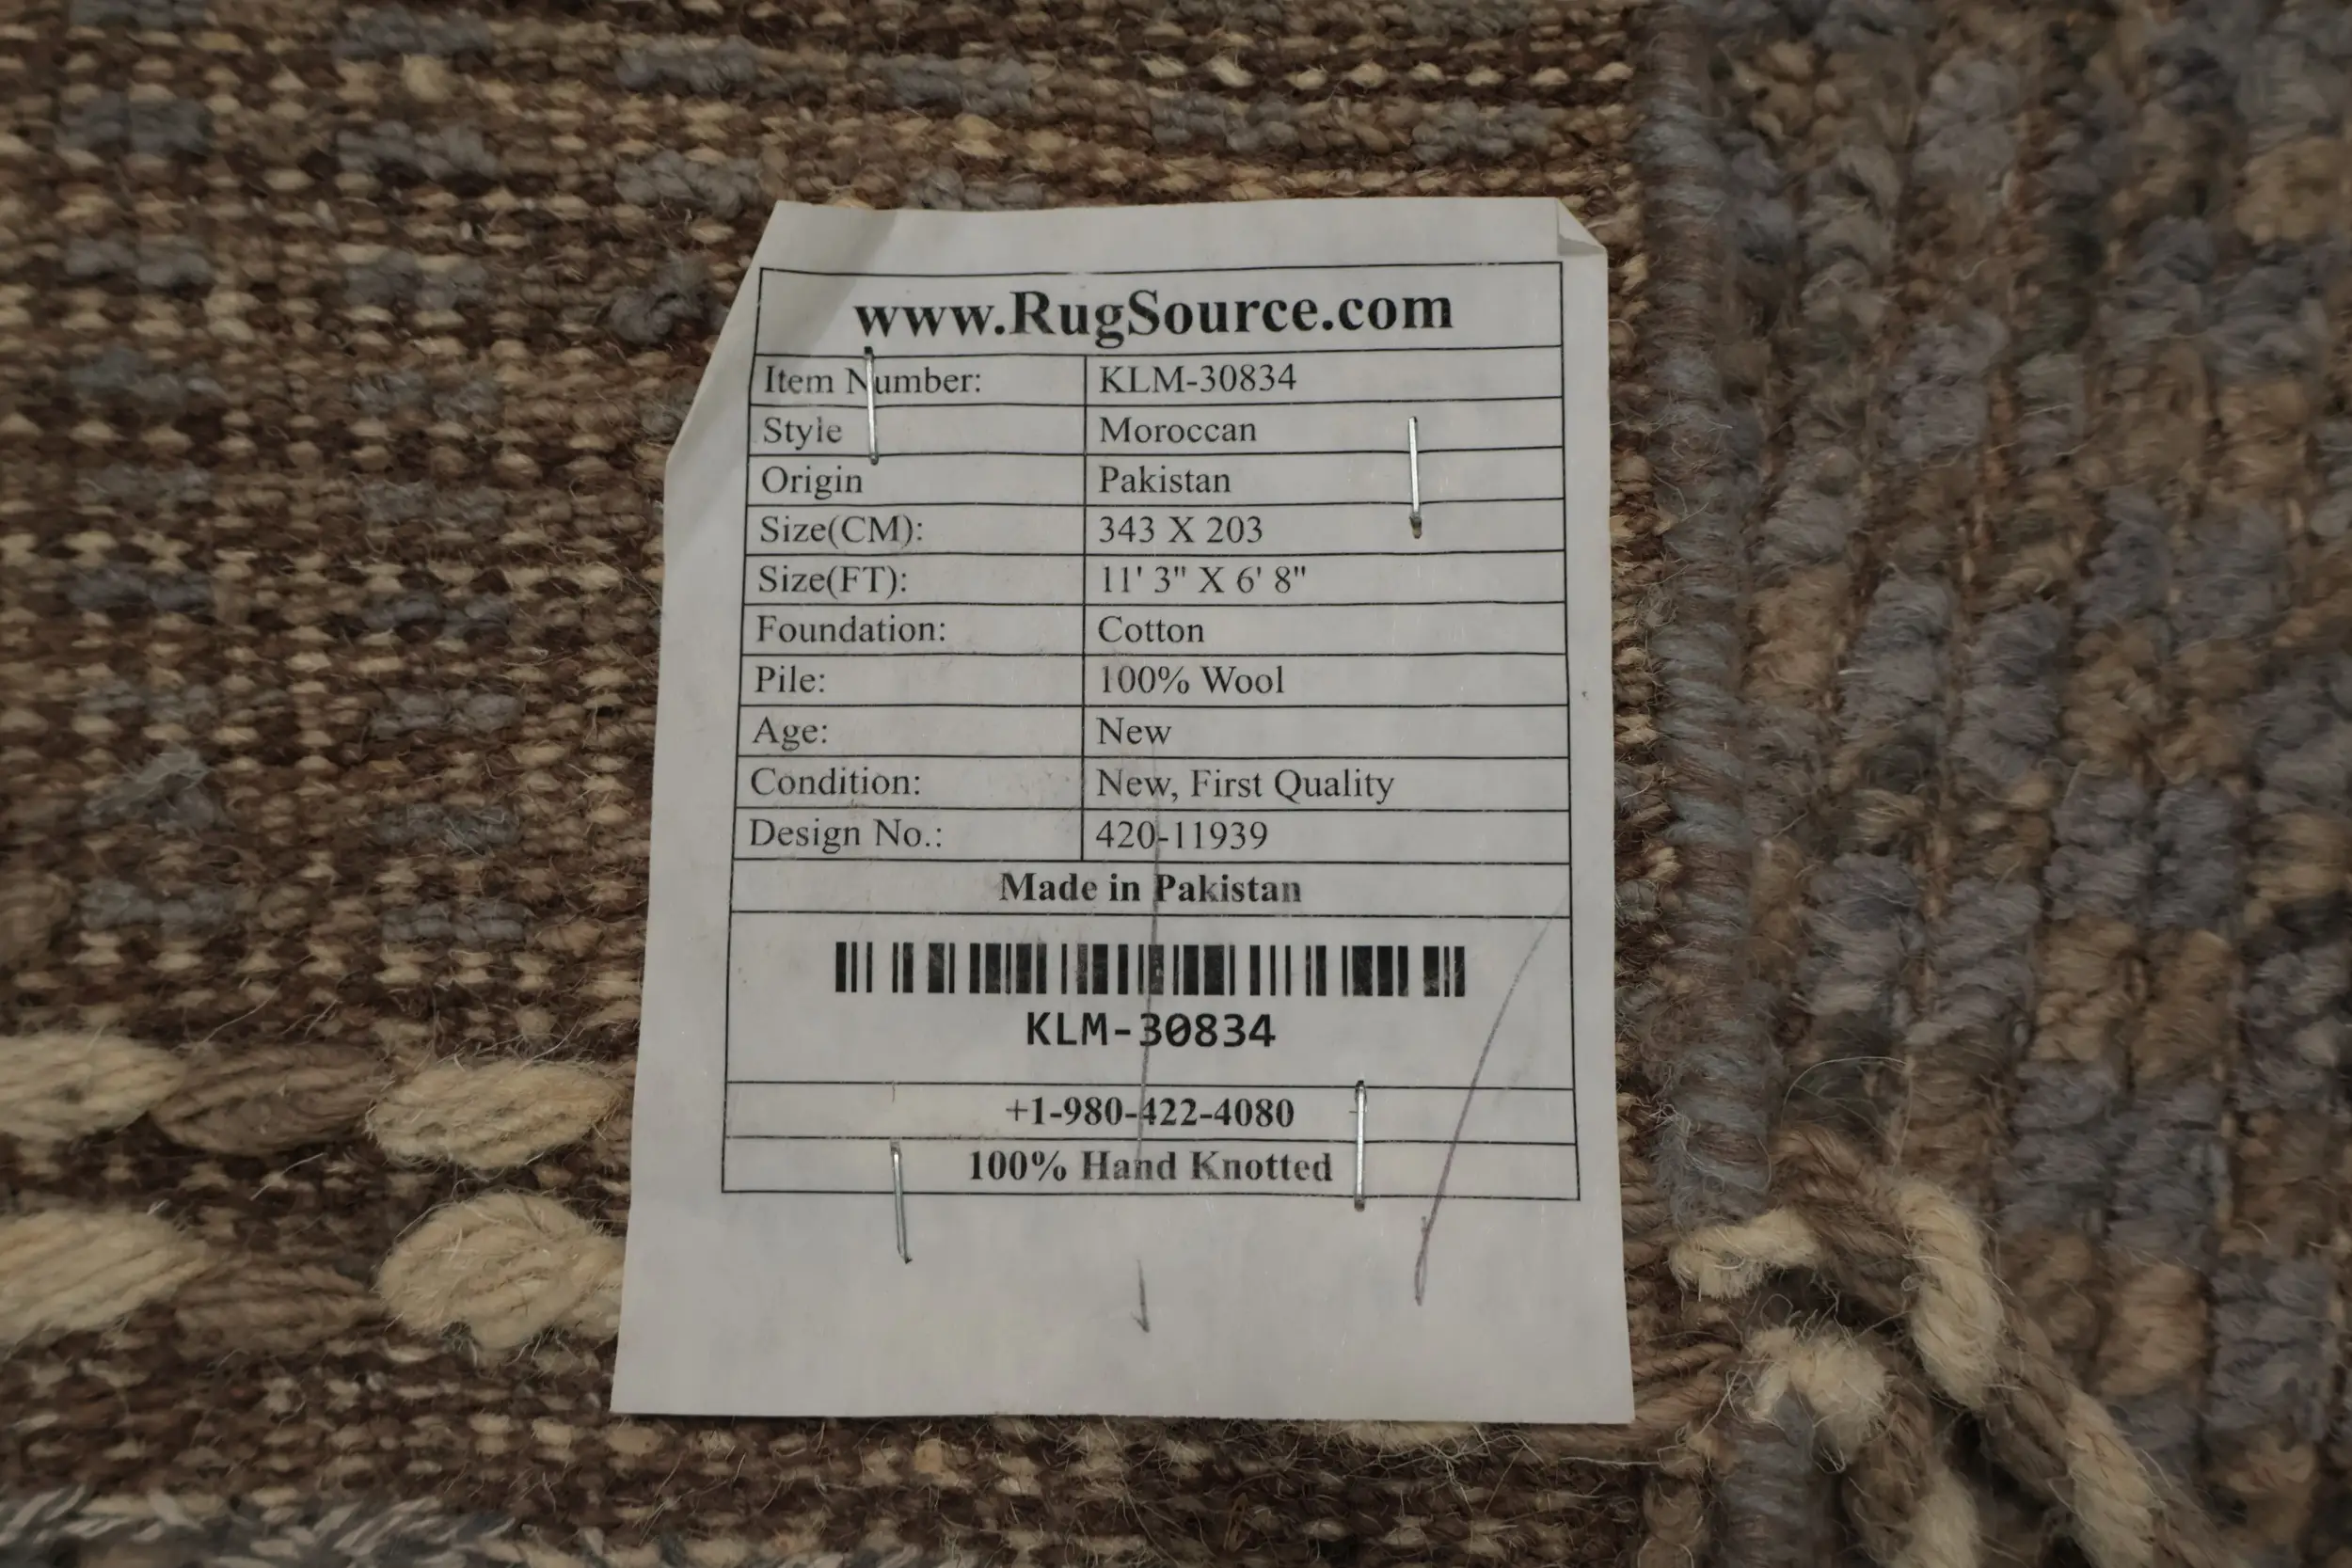 www.RugSource.com
Item Number: KLM-30834
Style Moroccan
Origin Pakistan
Size(CM): 343 X 203
Size(FT): 11' 3" X 6' 8"
Foundation: Cotton
Pile: 100% Wool
Age: New
Condition: New, First Quality
Design No.: 420-11939
Made in Pakistan
KLM-30834
+1-980-422-4080
100% Hand Knotted